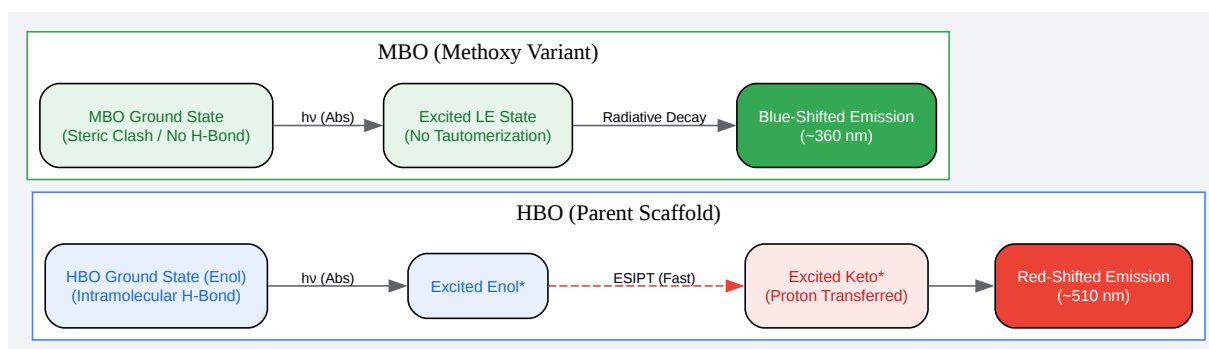 MBO (Methoxy Variant)
MBO Ground State
(Steric Clash / No H-Bond)
hν (Abs)
Excited LE State
(No Tautomerization)
Radiative Decay
Blue-Shifted Emission
(~360 nm)
HBO (Parent Scaffold)
HBO Ground State (Enol)
(Intramolecular H-Bond)
hν (Abs)
Excited Enol*
ESIPT (Fast)
Excited Keto*
(Proton Transferred)
Red-Shifted Emission
(~510 nm)